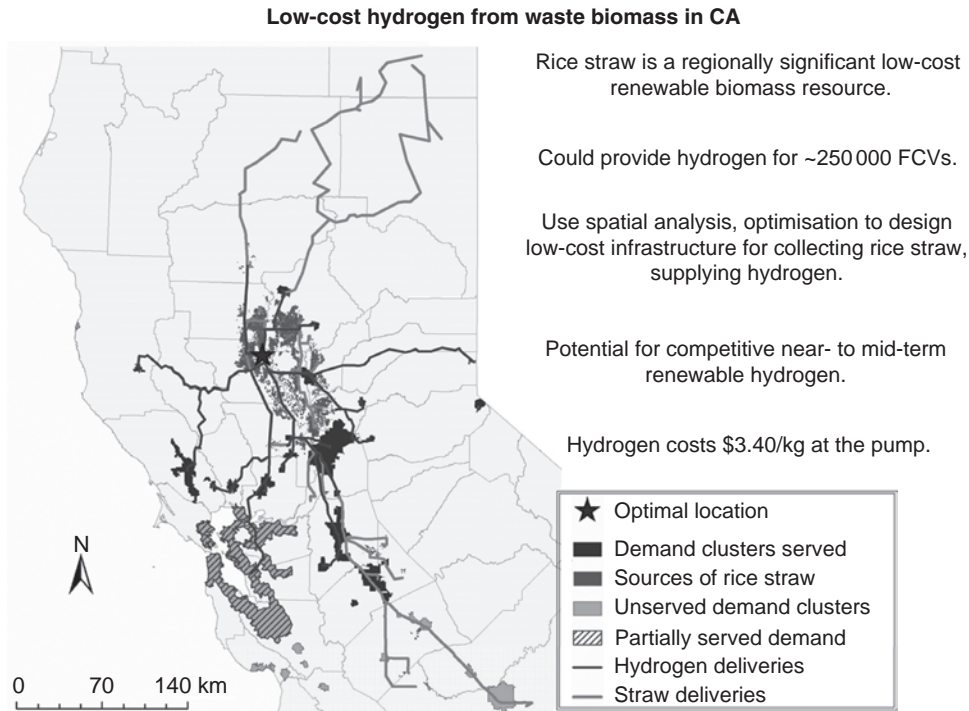 Low-cost hydrogen from waste biomass in CA
Rice straw is a regionally significant low-cost
renewable biomass resource.
Could provide hydrogen for ~250 000 FCVs.
Use spatial analysis, optimisation to design
low-cost infrastructure for collecting rice straw,
supplying hydrogen.
Potential for competitive near- to mid-term
renewable hydrogen.
Hydrogen costs $3.40/kg at the pump.
Optimal location
Demand clusters served
Sources of rice straw
Unserved demand clusters
Partially served demand
Hydrogen deliveries
Straw deliveries
N
0 70 140 km